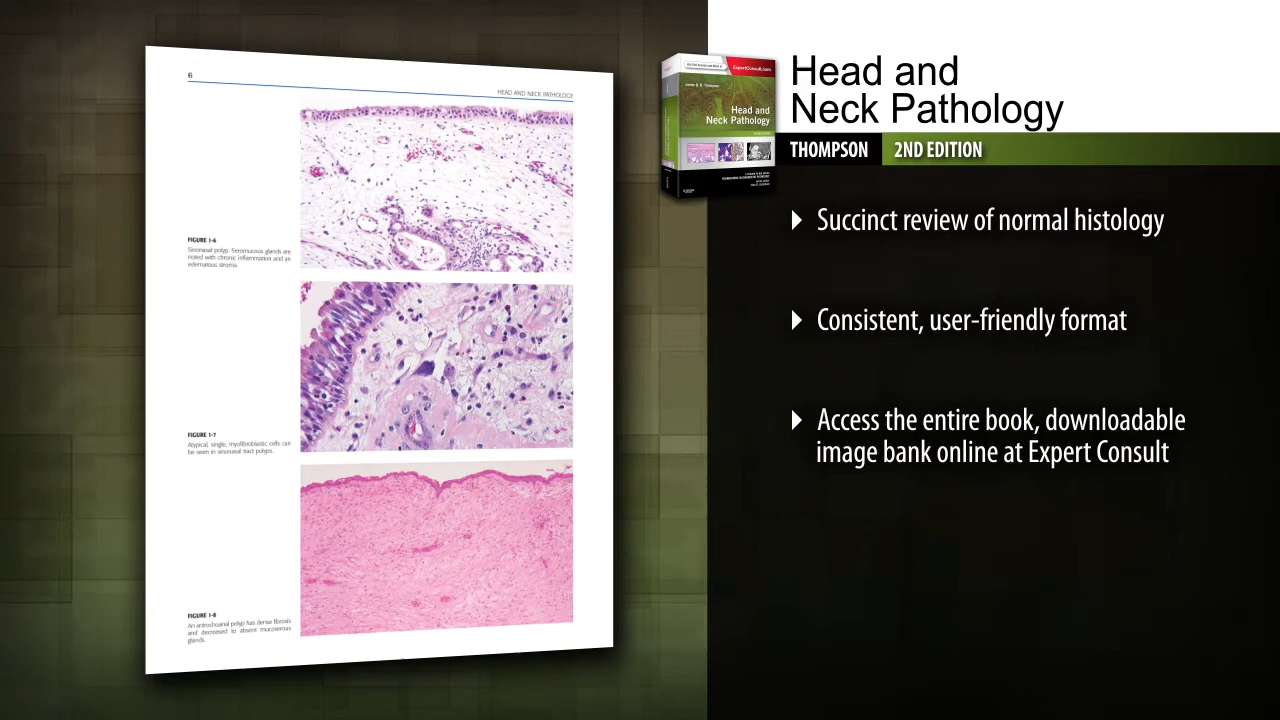 6
HEAD AND NECK PATHOLOGY
FIGURE 1-6
Sinonasal polyp. Seromucous glands are
noted with chronic inflammation and an
edematous stroma.
FIGURE 1-7
Atypical, single, myofibroblastic cells can
be seen in sinonasal tract polyps.
FIGURE 1-8
An antrochoanal polyp has dense fibrosis
and decreased to absent mucoserous
glands.
ExpertConsult.com
Head and
Neck Pathology
Head and
Neck Pathology
THOMPSON 2ND EDITION
Succinct review of normal histology
Consistent, user-friendly format
Access the entire book, downloadable
image bank online at Expert Consult